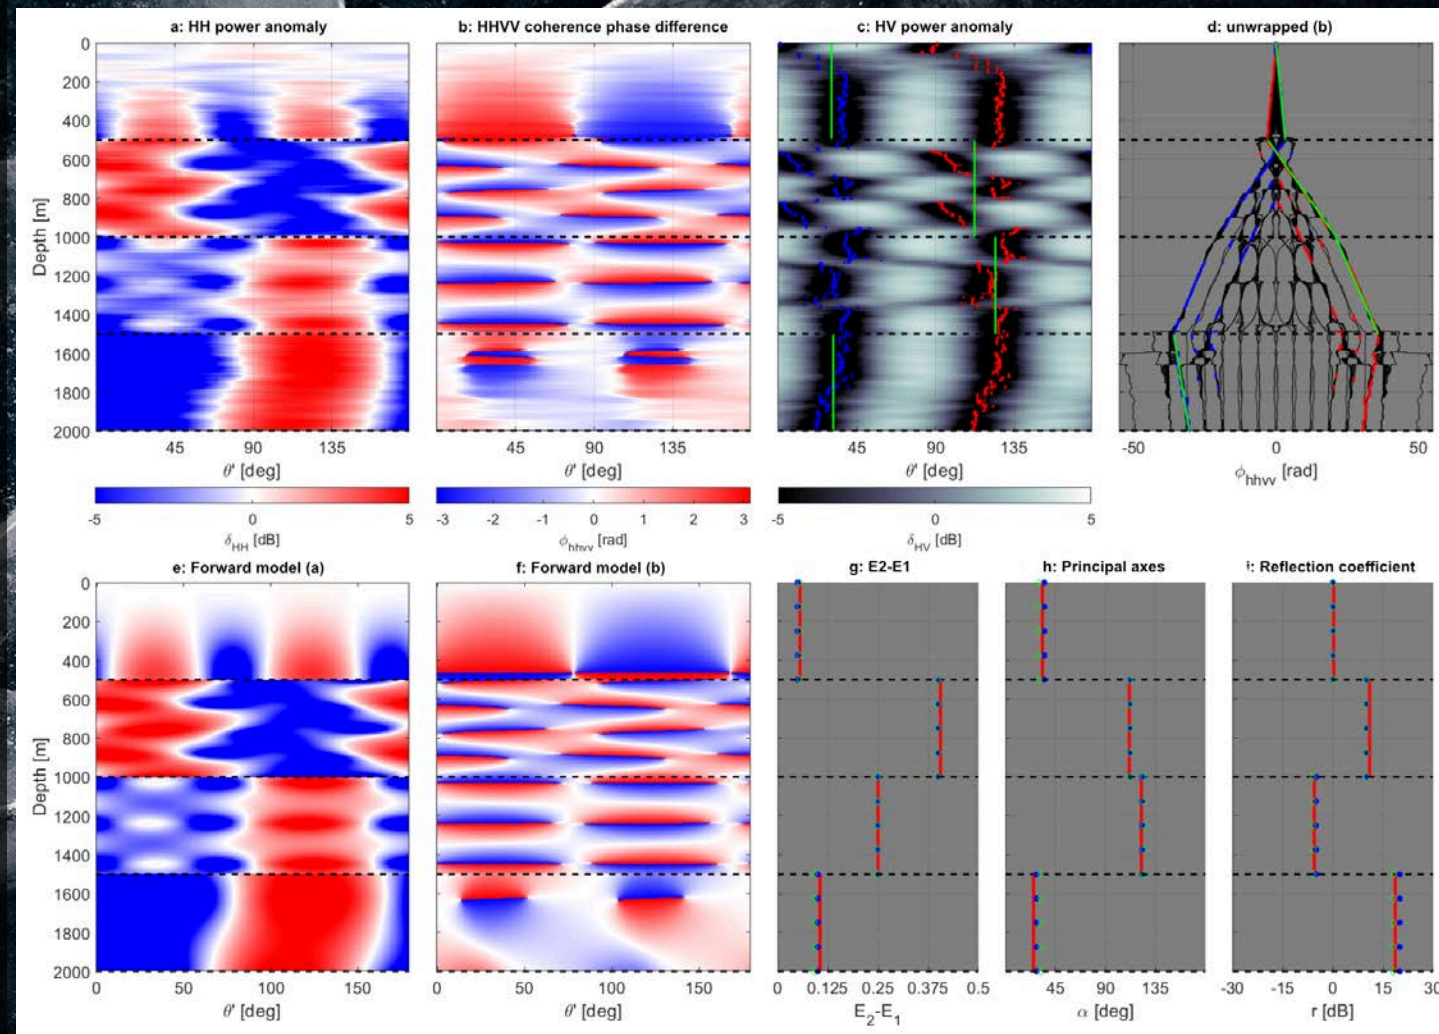 a: HH power anomaly
b: HHVV coherence phase difference
c: HV power anomaly
d: unwrapped (b)
0
200
400
600
800
1000
1200
1400
1600
1800
2000
Depth [m]
45 90 135
θ' [deg]
45 90 135
θ' [deg]
45 90 135
θ' [deg]
-50 0 50
ϕhhvv [rad]
-5 0 5
δHH [dB]
-3 -2 -1 0 1 2 3
ϕhhvv [rad]
-5 0 5
δHV [dB]
e: Forward model (a)
f: Forward model (b)
g: E2-E1
h: Principal axes
i: Reflection coefficient
0
200
400
600
800
1000
1200
1400
1600
1800
2000
Depth [m]
0 50 100 150
θ' [deg]
0 50 100 150
θ' [deg]
0 0.125 0.25 0.375 0.5
E2-E1
45 90 135
α [deg]
-30 -15 0 15 30
r [dB]